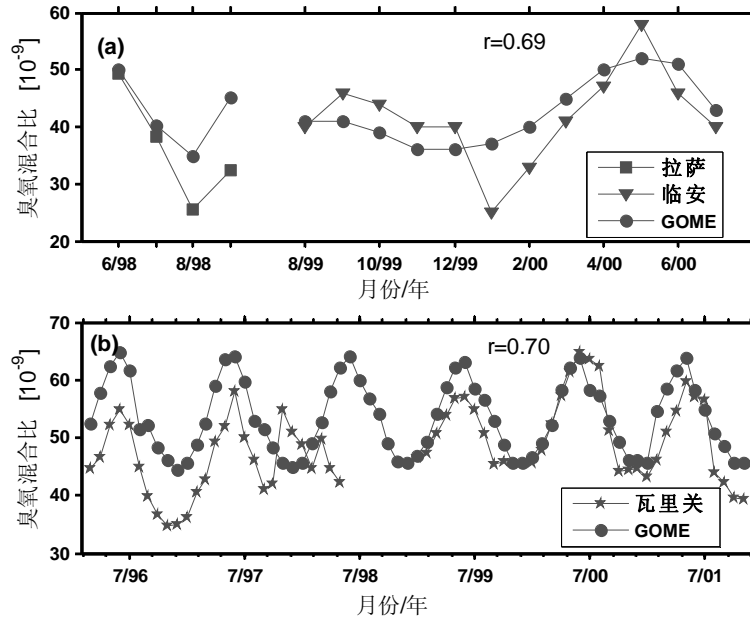 (a)
r=0.69
臭氧混合比 [10-9]
60
50
40
30
20
拉萨
临安
GOME
6/98 8/98 8/99 10/99 12/99 2/00 4/00 6/00
月份/年
(b)
r=0.70
臭氧混合比 [10-9]
70
60
50
40
30
瓦里关
GOME
7/96 7/97 7/98 7/99 7/00 7/01
月份/年